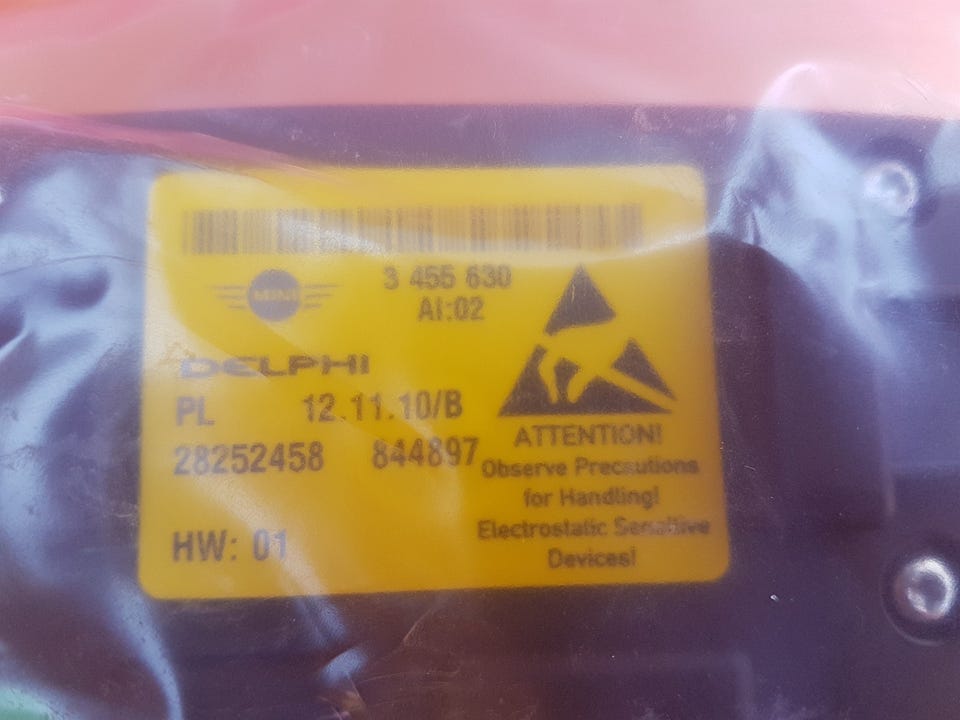 3 455 630
MINI
AI:02
DELPHI
PL 12.11.10/B
28252458 844897
HW: 01
ATTENTION!
Observe Precautions
for Handling!
Electrostatic Sensitive
Devices!